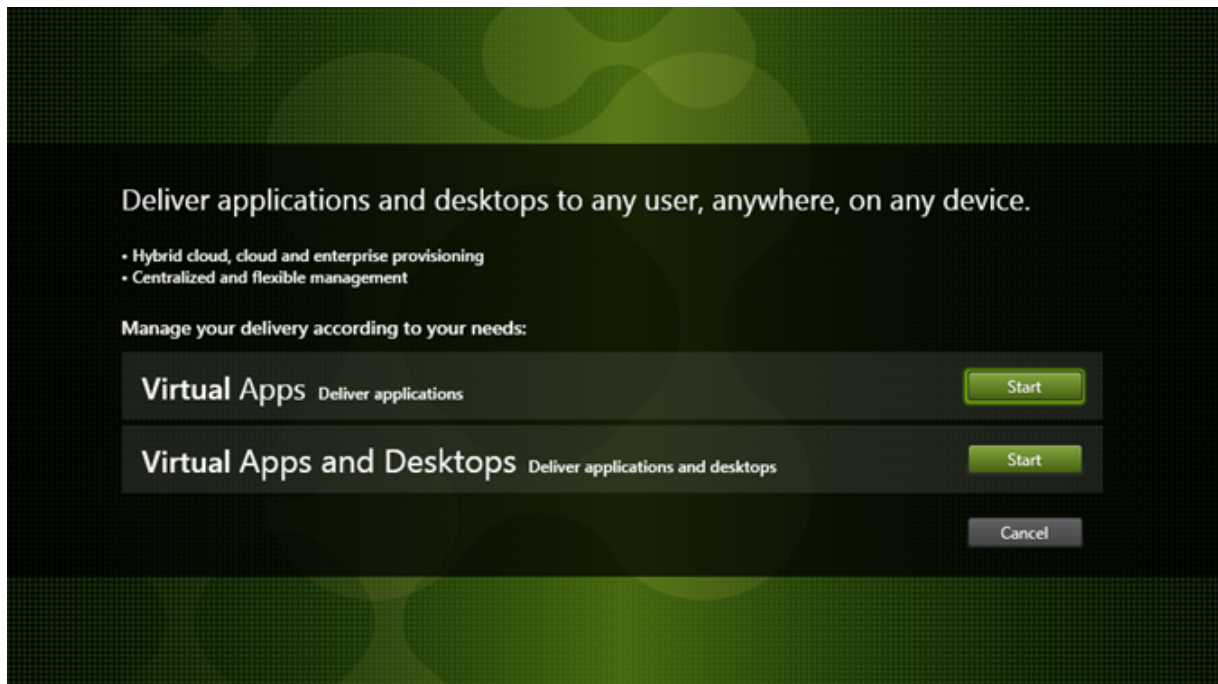 Deliver applications and desktops to any user, anywhere, on any device.
• Hybrid cloud, cloud and enterprise provisioning
• Centralized and flexible management
Manage your delivery according to your needs:
Virtual Apps Deliver applications
Start
Virtual Apps and Desktops Deliver applications and desktops
Start
Cancel